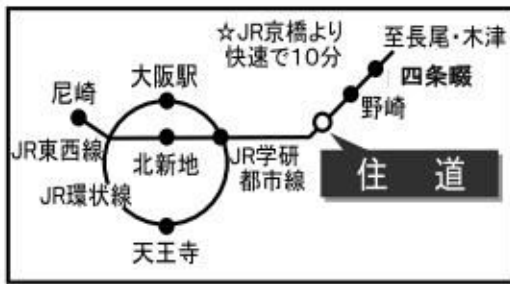 ☆JR京橋より
快速で10分
至長尾・木津
四条畷
野崎
大阪駅
尼崎
JR東西線
北新地
JR学研
都市線
住 道
JR環状線
天王寺